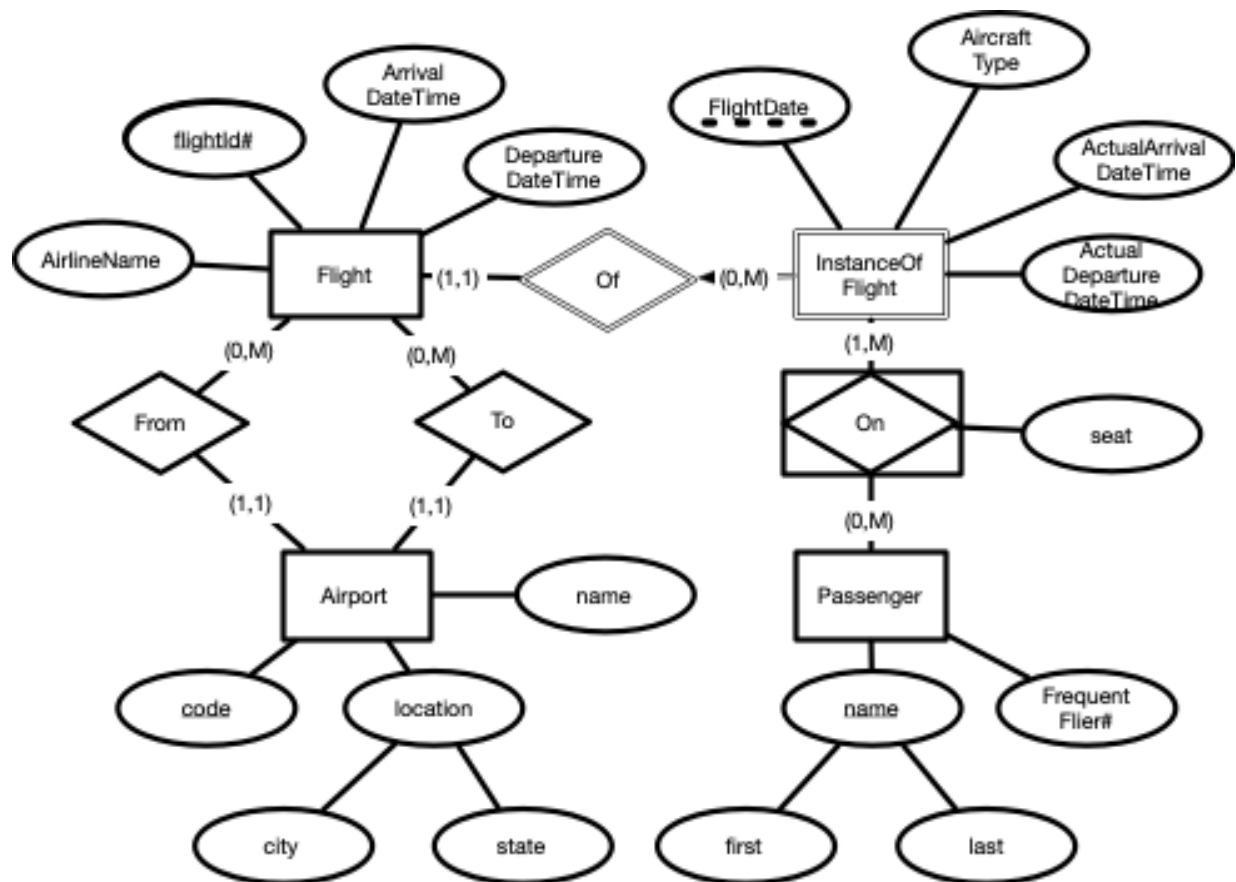 Aircraft
Type
Arrival
DateTime
FlightDate
flightId#
Departure
DateTime
ActualArrival
DateTime
AirlineName
Flight
(1,1)
Of
(0,M)
InstanceOf
Flight
Actual
Departure
DateTime
(0,M)
(0,M)
(1,M)
From
To
On
seat
(1,1)
(1,1)
(0,M)
Airport
name
Passenger
code
location
name
Frequent
Flier#
city
state
first
last